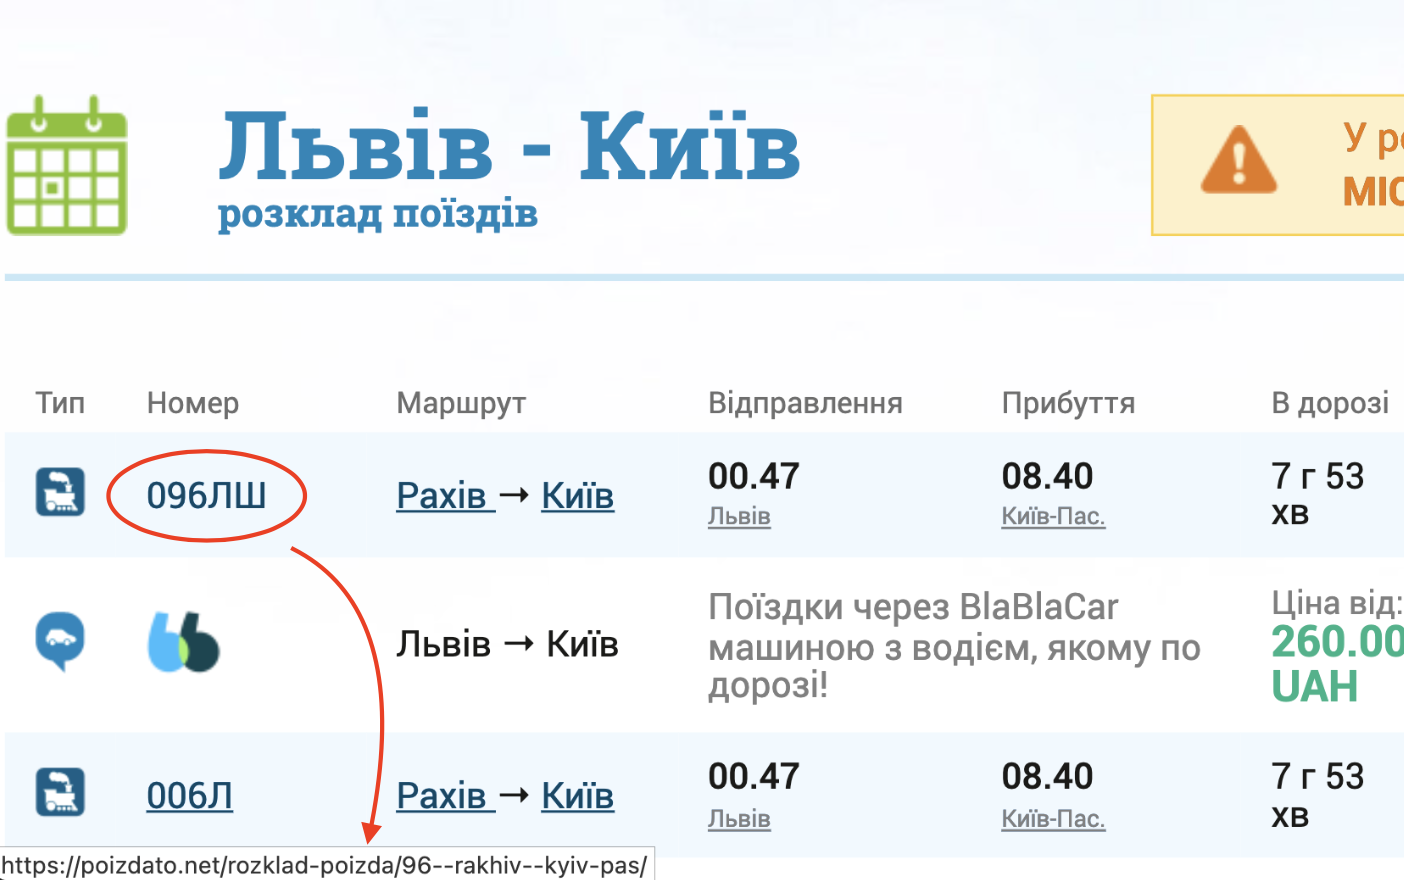 Львів - Київ
розклад поїздів
У
Тип Номер Маршрут Відправлення Прибуття В дорозі
096ЛШ Рахів → Київ 00.47 08.40 7 г 53
Львів Київ-Пас. хв
Львів → Київ Поїздки через BlaBlaCar Ціна від:
машиною з водієм, якому по 260.00
дорозі! UAH
006Л Рахів → Київ 00.47 08.40 7 г 53
Львів Київ-Пас. хв
https://poizdato.net/rozklad-poizda/96--rakhiv--kyiv-pas/